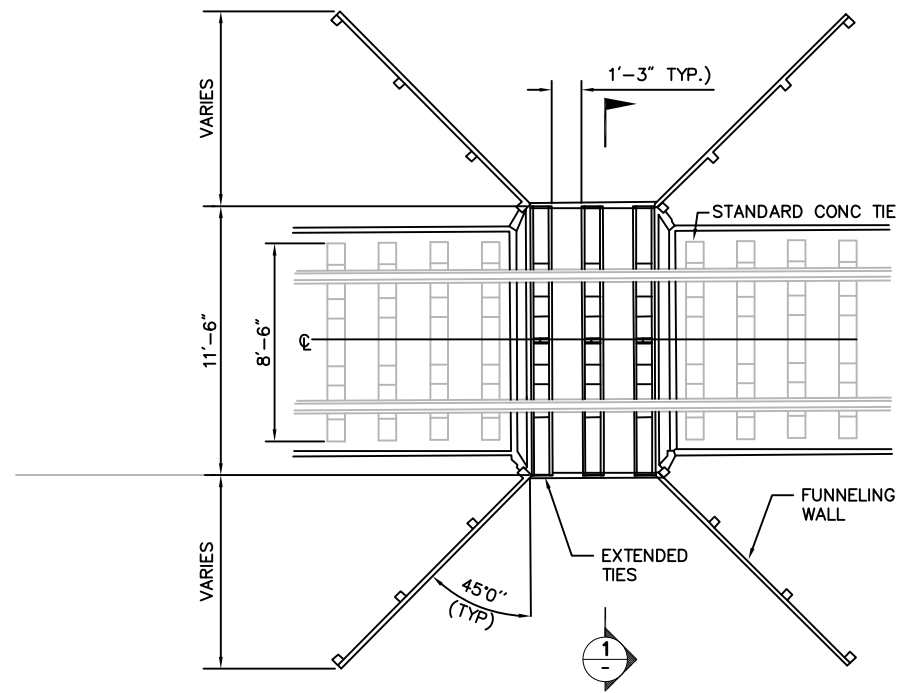 VARIES
1'-3" TYP.)
STANDARD CONC TIE
11'-6"
8'-6"
℄
FUNNELING
WALL
EXTENDED
TIES
VARIES
45°0"
(TYP)
1
-